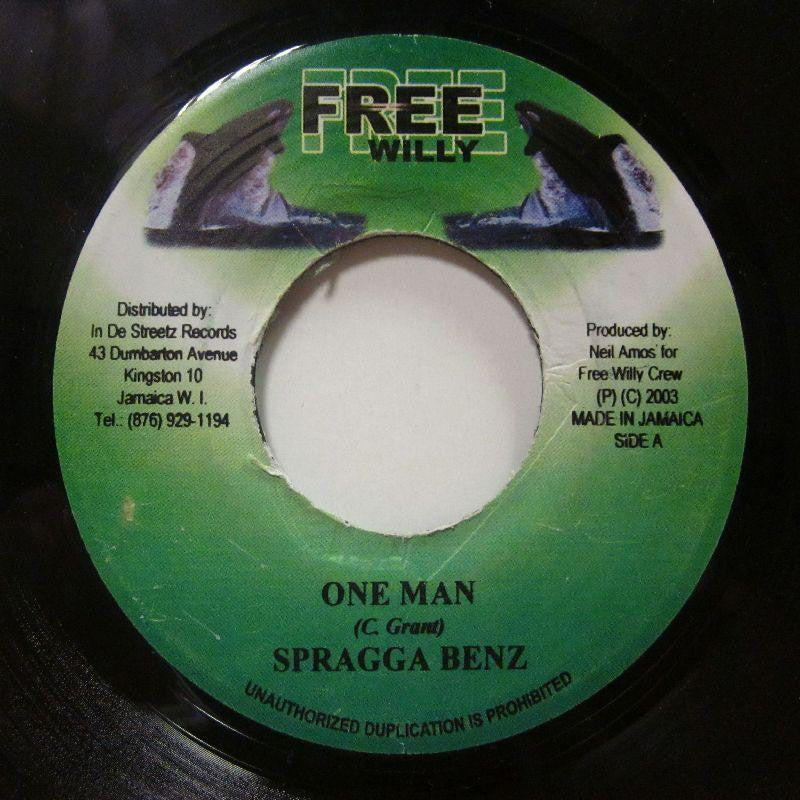 FREE
WILLY
Distributed by:
In De Streetz Records
43 Dumbarton Avenue
Kingston 10
Jamaica W. I.
Tel.: (876) 929-1194
Produced by:
Neil Amos' for
Free Willy Crew
(P) (C) 2003
MADE IN JAMAICA
SIDE A
ONE MAN
(C. Grant)
SPRAGGA BENZ
UNAUTHORIZED DUPLICATION IS PROHIBITED